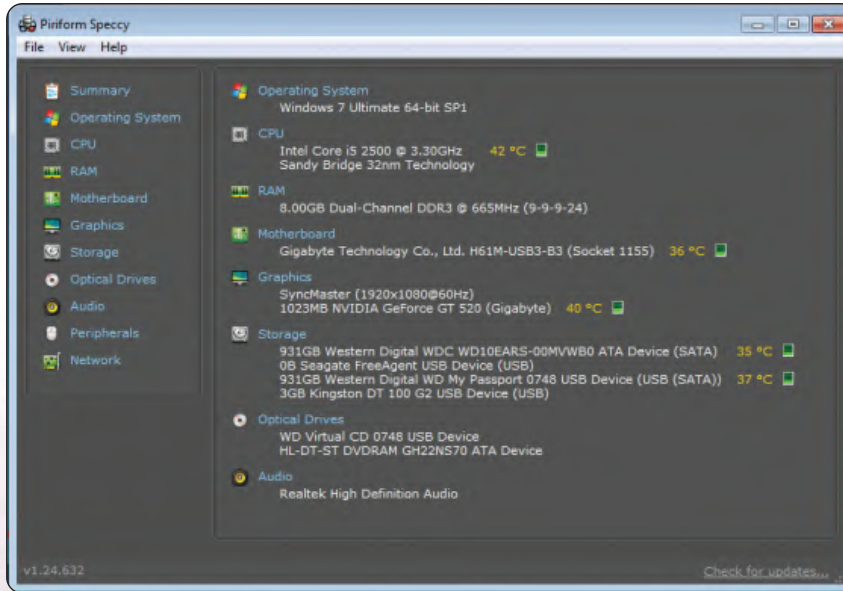 Piriform Speccy
File View Help
Summary
Operating System
CPU
RAM
Motherboard
Graphics
Storage
Optical Drives
Audio
Peripherals
Network
Operating System
Windows 7 Ultimate 64-bit SP1
CPU
Intel Core i5 2500 @ 3.30GHz 42 °C
Sandy Bridge 32nm Technology
RAM
8.00GB Dual-Channel DDR3 @ 665MHz (9-9-9-24)
Motherboard
Gigabyte Technology Co., Ltd. H61M-USB3-B3 (Socket 1155) 36 °C
Graphics
SyncMaster (1920x1080@60Hz)
1023MB NVIDIA GeForce GT 520 (Gigabyte) 40 °C
Storage
931GB Western Digital WDC WD10EARS-00MVWB0 ATA Device (SATA) 35 °C
0B Seagate FreeAgent USB Device (USB)
931GB Western Digital WD My Passport 0748 USB Device (USB (SATA)) 37 °C
3GB Kingston DT 100 G2 USB Device (USB)
Optical Drives
WD Virtual CD 0748 USB Device
HL-DT-ST DVDRAM GH22NS70 ATA Device
Audio
Realtek High Definition Audio
v1.24.632
Check for updates...